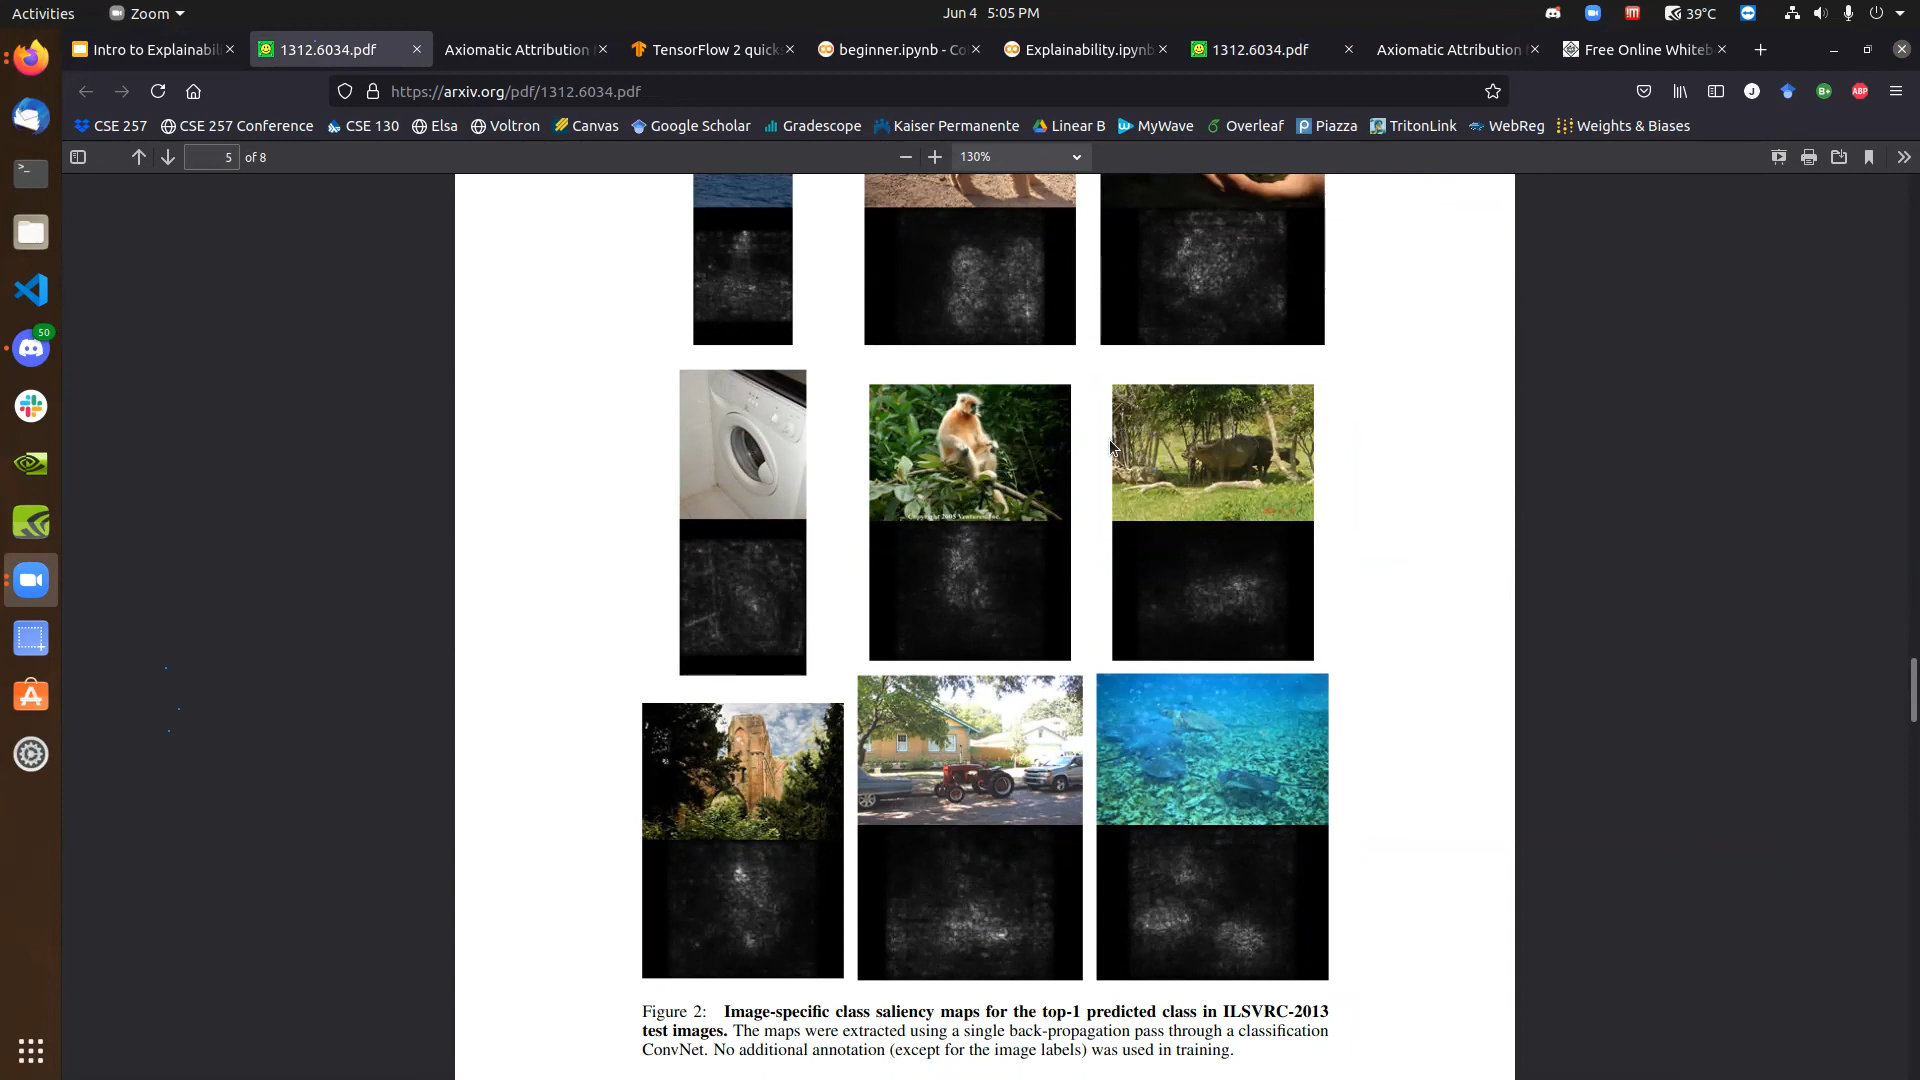 Activities
Zoom
Jun 4 5:05 PM
39°C
Intro to Explainabili
1312.6034.pdf
Axiomatic Attribution
TensorFlow 2 quick
beginner.ipynb - Co
Explainability.ipynb
1312.6034.pdf
Axiomatic Attribution
Free Online Whiteb
https://arxiv.org/pdf/1312.6034.pdf
CSE 257
CSE 257 Conference
CSE 130
Elsa
Voltron
Canvas
Google Scholar
Gradescope
Kaiser Permanente
Linear B
MyWave
Overleaf
Piazza
TritonLink
WebReg
Weights & Biases
5 of 8
130%
50
Copyright 2005 Ventures, Inc.
Figure 2: Image-specific class saliency maps for the top-1 predicted class in ILSVRC-2013
test images. The maps were extracted using a single back-propagation pass through a classification
ConvNet. No additional annotation (except for the image labels) was used in training.